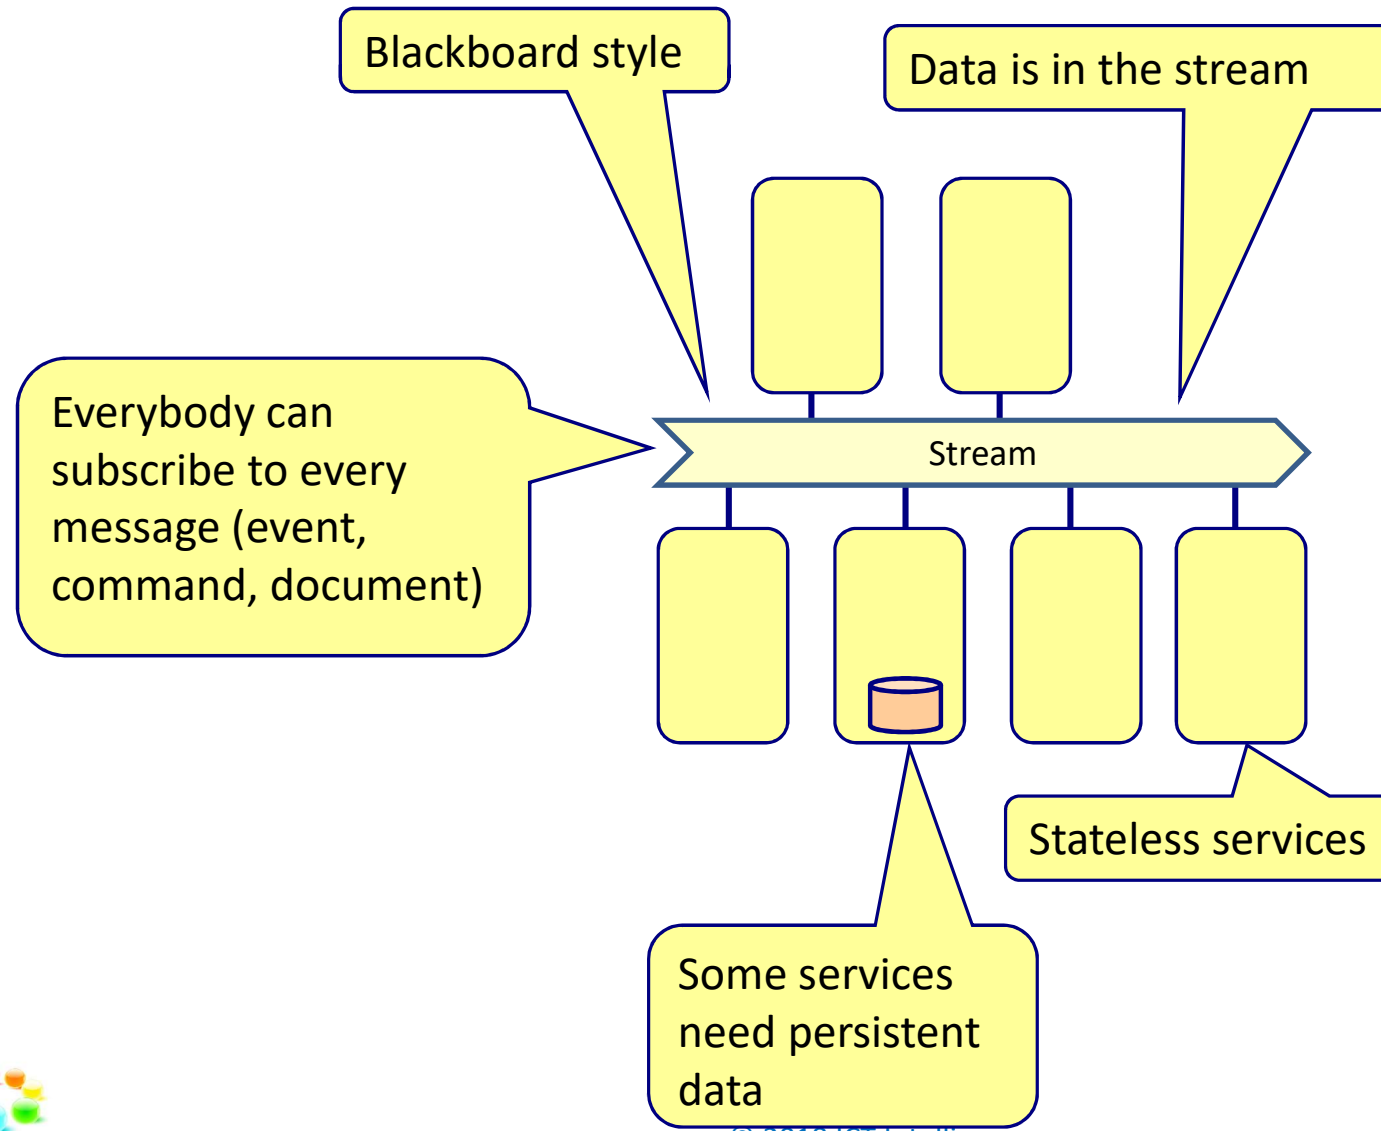 Blackboard style
Data is in the stream
Everybody can
subscribe to every
message (event,
command, document)
Stream
Stateless services
Some services
need persistent
data